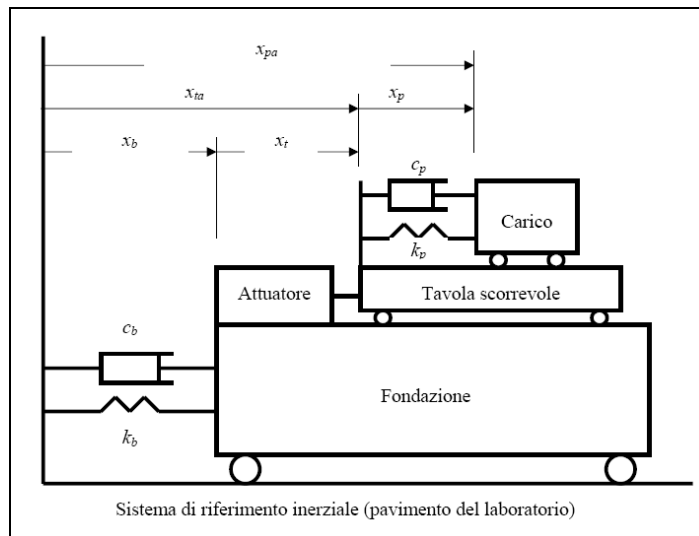 x_pa
x_ta x_p
x_b x_t
c_p
k_p
Carico
Attuatore
Tavola scorrevole
c_b
k_b
Fondazione
Sistema di riferimento inerziale (pavimento del laboratorio)